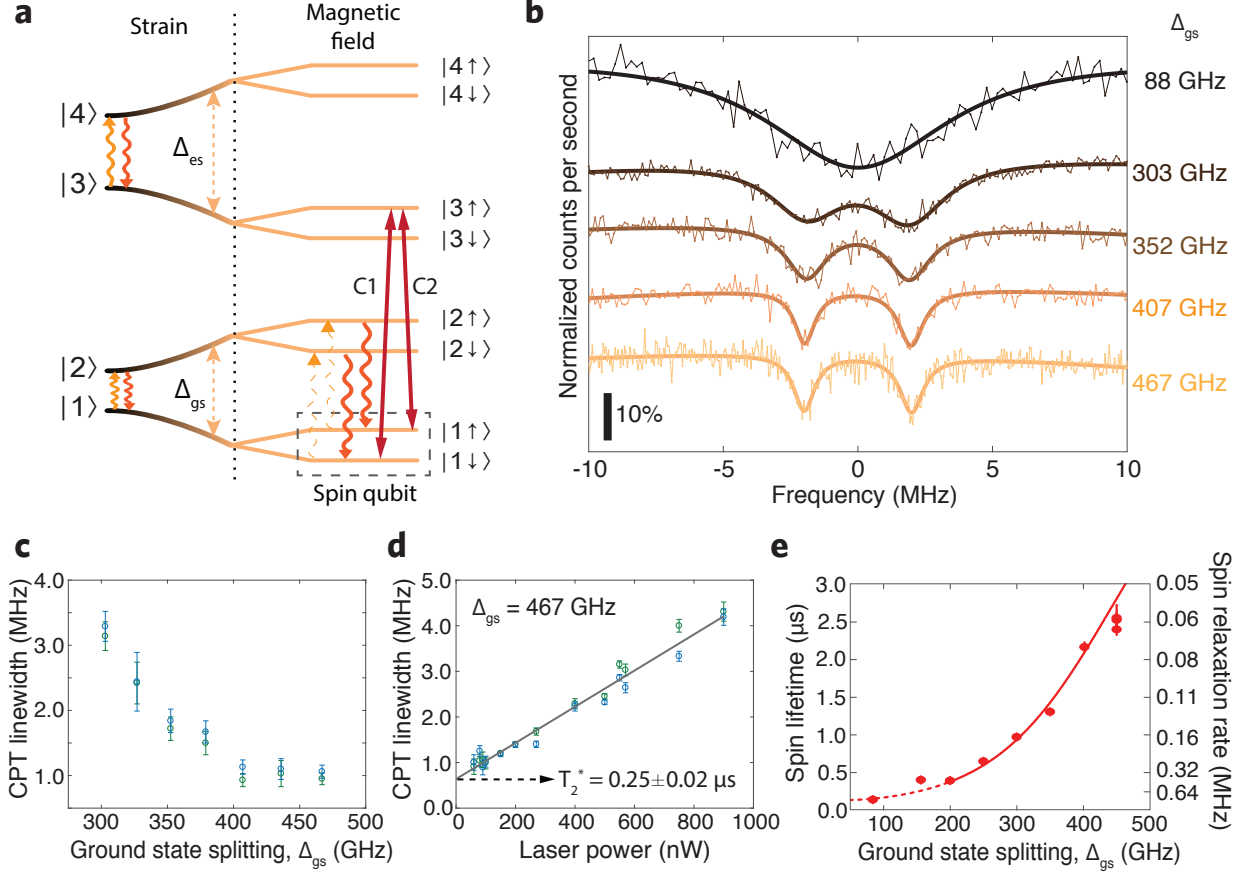 a
Strain
Magnetic
field
|4⟩
|3⟩
|2⟩
|1⟩
Δes
Δgs
|4↑⟩
|4↓⟩
|3↑⟩
|3↓⟩
C1
C2
|2↑⟩
|2↓⟩
|1↑⟩
|1↓⟩
Spin qubit
b
Normalized counts per second
10%
-10
-5
0
5
10
Frequency (MHz)
Δgs
88 GHz
303 GHz
352 GHz
407 GHz
467 GHz
c
CPT linewidth (MHz)
4.0
3.0
2.0
1.0
300
350
400
450
500
Ground state splitting, Δgs (GHz)
d
CPT linewidth (MHz)
5.0
4.0
3.0
2.0
1.0
0.0
Δgs = 467 GHz
T2* = 0.25±0.02 µs
0
200
400
600
800
1000
Laser power (nW)
e
Spin lifetime (µs)
3.0
2.5
2.0
1.5
1.0
0.5
0.0
100
200
300
400
500
Ground state splitting, Δgs (GHz)
0.05
0.06
0.08
0.11
0.16
0.32
0.64
Spin relaxation rate (MHz)